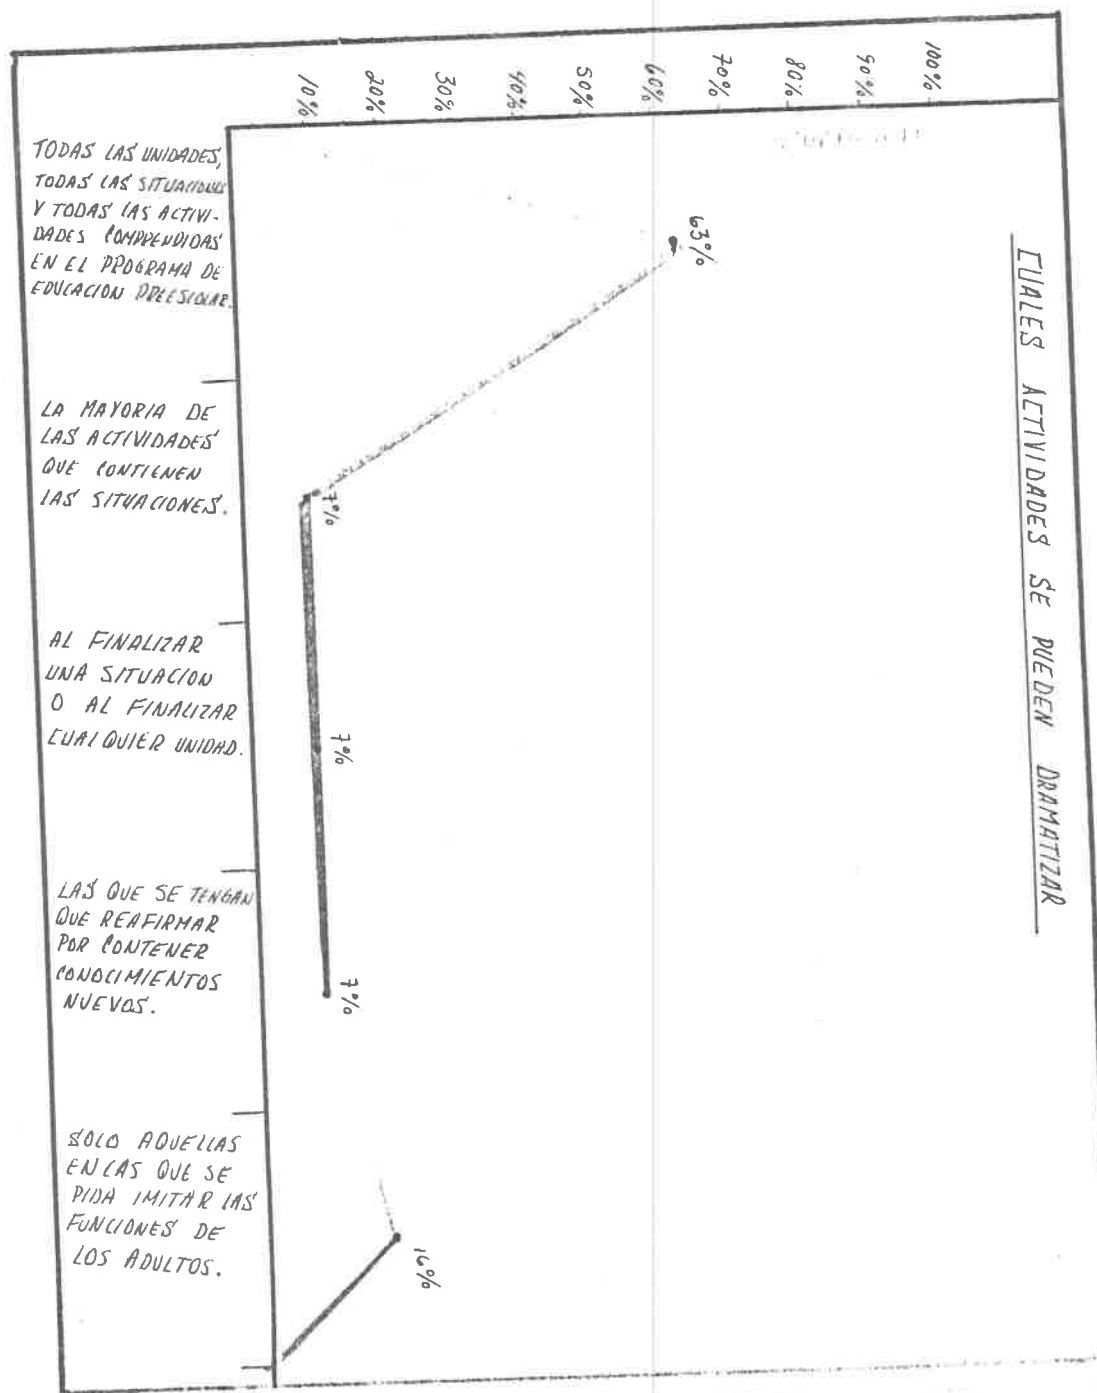 CUALES ACTIVIDADES SE PUEDEN DRAMATIZAR
100%
90%
80%
70%
60%
50%
40%
30%
20%
10%
63%
7%
7%
7%
16%
TODAS LAS UNIDADES,
TODAS LAS SITUACIONES
Y TODAS LAS ACTIVI-
DADES COMPRENDIDAS
EN EL PROGRAMA DE
EDUCACION PREESCOLAR.
LA MAYORIA DE
LAS ACTIVIDADES
QUE CONTIENEN
LAS SITUACIONES.
AL FINALIZAR
UNA SITUACION
O AL FINALIZAR
CUALQUIER UNIDAD.
LAS QUE SE TENGAN
QUE REAFIRMAR
POR CONTENER
CONOCIMIENTOS
NUEVOS.
SOLO AQUELLAS
EN LAS QUE SE
PIDA IMITAR LAS
FUNCIONES DE
LOS ADULTOS.